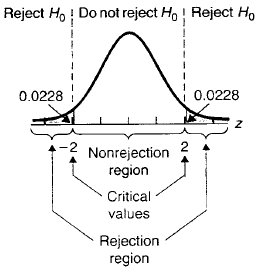 Reject H₀ Do not reject H₀ Reject H₀
0.0228 0.0228
z
−2 Nonrejection region 2
Critical values
Rejection region